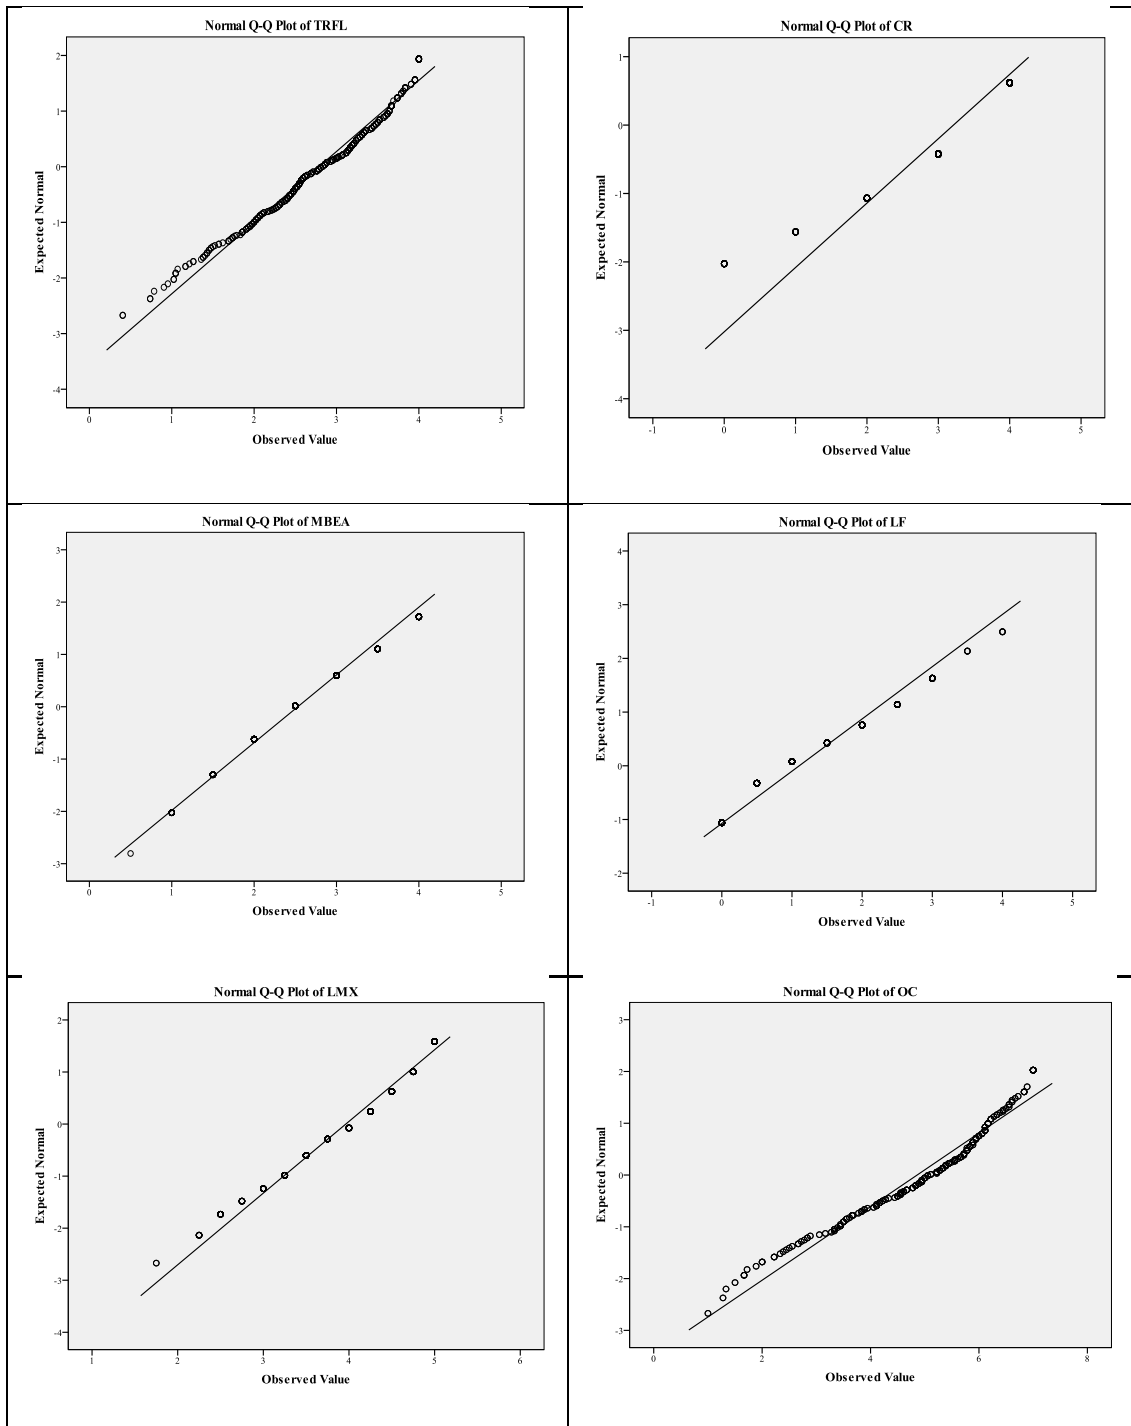 Normal Q-Q Plot of TRFL
Expected Normal
2
1
0
-1
-2
-3
-4
0 1 2 3 4 5
Observed Value
Normal Q-Q Plot of CR
Expected Normal
1
0
-1
-2
-3
-4
-1 0 1 2 3 4 5
Observed Value
Normal Q-Q Plot of MBEA
Expected Normal
3
2
1
0
-1
-2
-3
0 1 2 3 4 5
Observed Value
Normal Q-Q Plot of LF
Expected Normal
4
3
2
1
0
-1
-2
-1 0 1 2 3 4 5
Observed Value
Normal Q-Q Plot of LMX
Expected Normal
2
1
0
-1
-2
-3
-4
1 2 3 4 5 6
Observed Value
Normal Q-Q Plot of OC
Expected Normal
3
2
1
0
-1
-2
-3
0 2 4 6 8
Observed Value